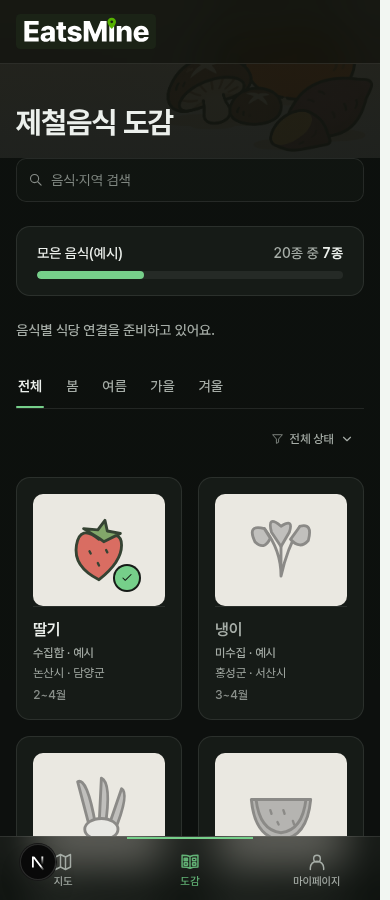 EatsMine
제철음식 도감
음식·지역 검색
모은 음식(예시) 20종 중 7종
음식별 식당 연결을 준비하고 있어요.
전체 봄 여름 가을 겨울
전체 상태
딸기
수집함 · 예시
논산시 · 담양군
2~4월
냉이
미수집 · 예시
홍성군 · 서산시
3~4월
N
지도 도감 마이페이지